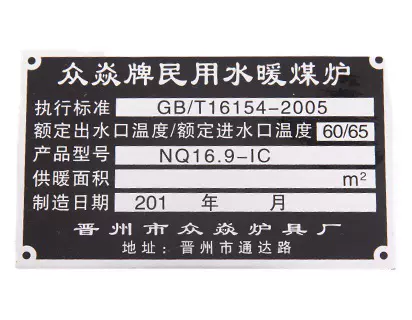 众焱牌民用水暖煤炉
执行标准 GB/T16154-2005
额定出水口温度/额定进水口温度 60/65
产品型号 NQ16.9-IC
供暖面积 m²
制造日期 201 年 月
晋州市众焱炉具厂
地址：晋州市通达路